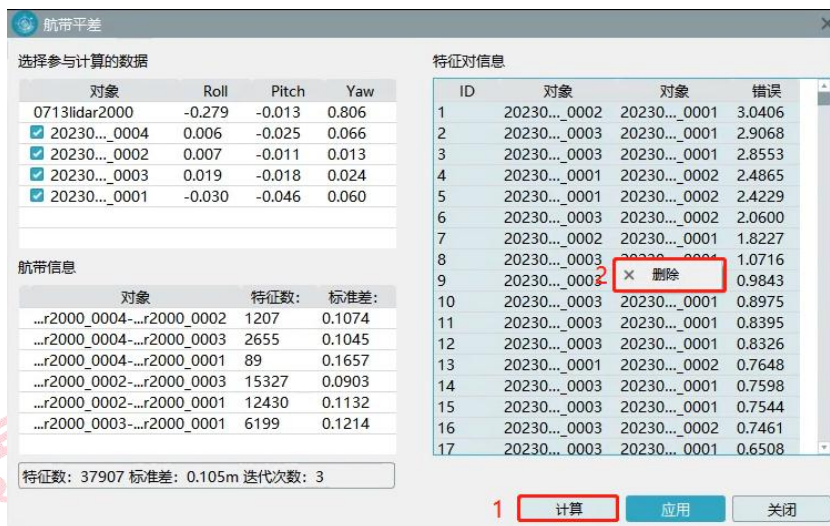 航带平差
选择参与计算的数据
对象 Roll Pitch Yaw
0713lidar2000 -0.279 -0.013 0.806
20230..._0004 0.006 -0.025 0.066
20230..._0002 0.007 -0.011 0.013
20230..._0003 0.019 -0.018 0.024
20230..._0001 -0.030 -0.046 0.060
航带信息
对象 特征数: 标准差:
...r2000_0004-...r2000_0002 1207 0.1074
...r2000_0004-...r2000_0003 2655 0.1045
...r2000_0004-...r2000_0001 89 0.1657
...r2000_0002-...r2000_0003 15327 0.0903
...r2000_0002-...r2000_0001 12430 0.1132
...r2000_0003-...r2000_0001 6199 0.1214
特征数: 37907 标准差: 0.105m 迭代次数: 3
特征对信息
ID 对象 对象 错误
1 20230..._0002 20230..._0001 3.0406
2 20230..._0003 20230..._0001 2.9068
3 20230..._0003 20230..._0001 2.8553
4 20230..._0001 20230..._0002 2.4865
5 20230..._0001 20230..._0002 2.4229
6 20230..._0003 20230..._0002 2.0600
7 20230..._0002 20230..._0001 1.8227
8 20230..._0003 1.0716
9 20230..._0003 0.9843
2 × 删除
10 20230..._0003 20230..._0001 0.8975
11 20230..._0003 20230..._0001 0.8395
12 20230..._0003 20230..._0001 0.8326
13 20230..._0001 20230..._0002 0.7648
14 20230..._0003 20230..._0001 0.7598
15 20230..._0003 20230..._0001 0.7544
16 20230..._0003 20230..._0002 0.7461
17 20230..._0003 20230..._0001 0.6508
1 计算 应用 关闭